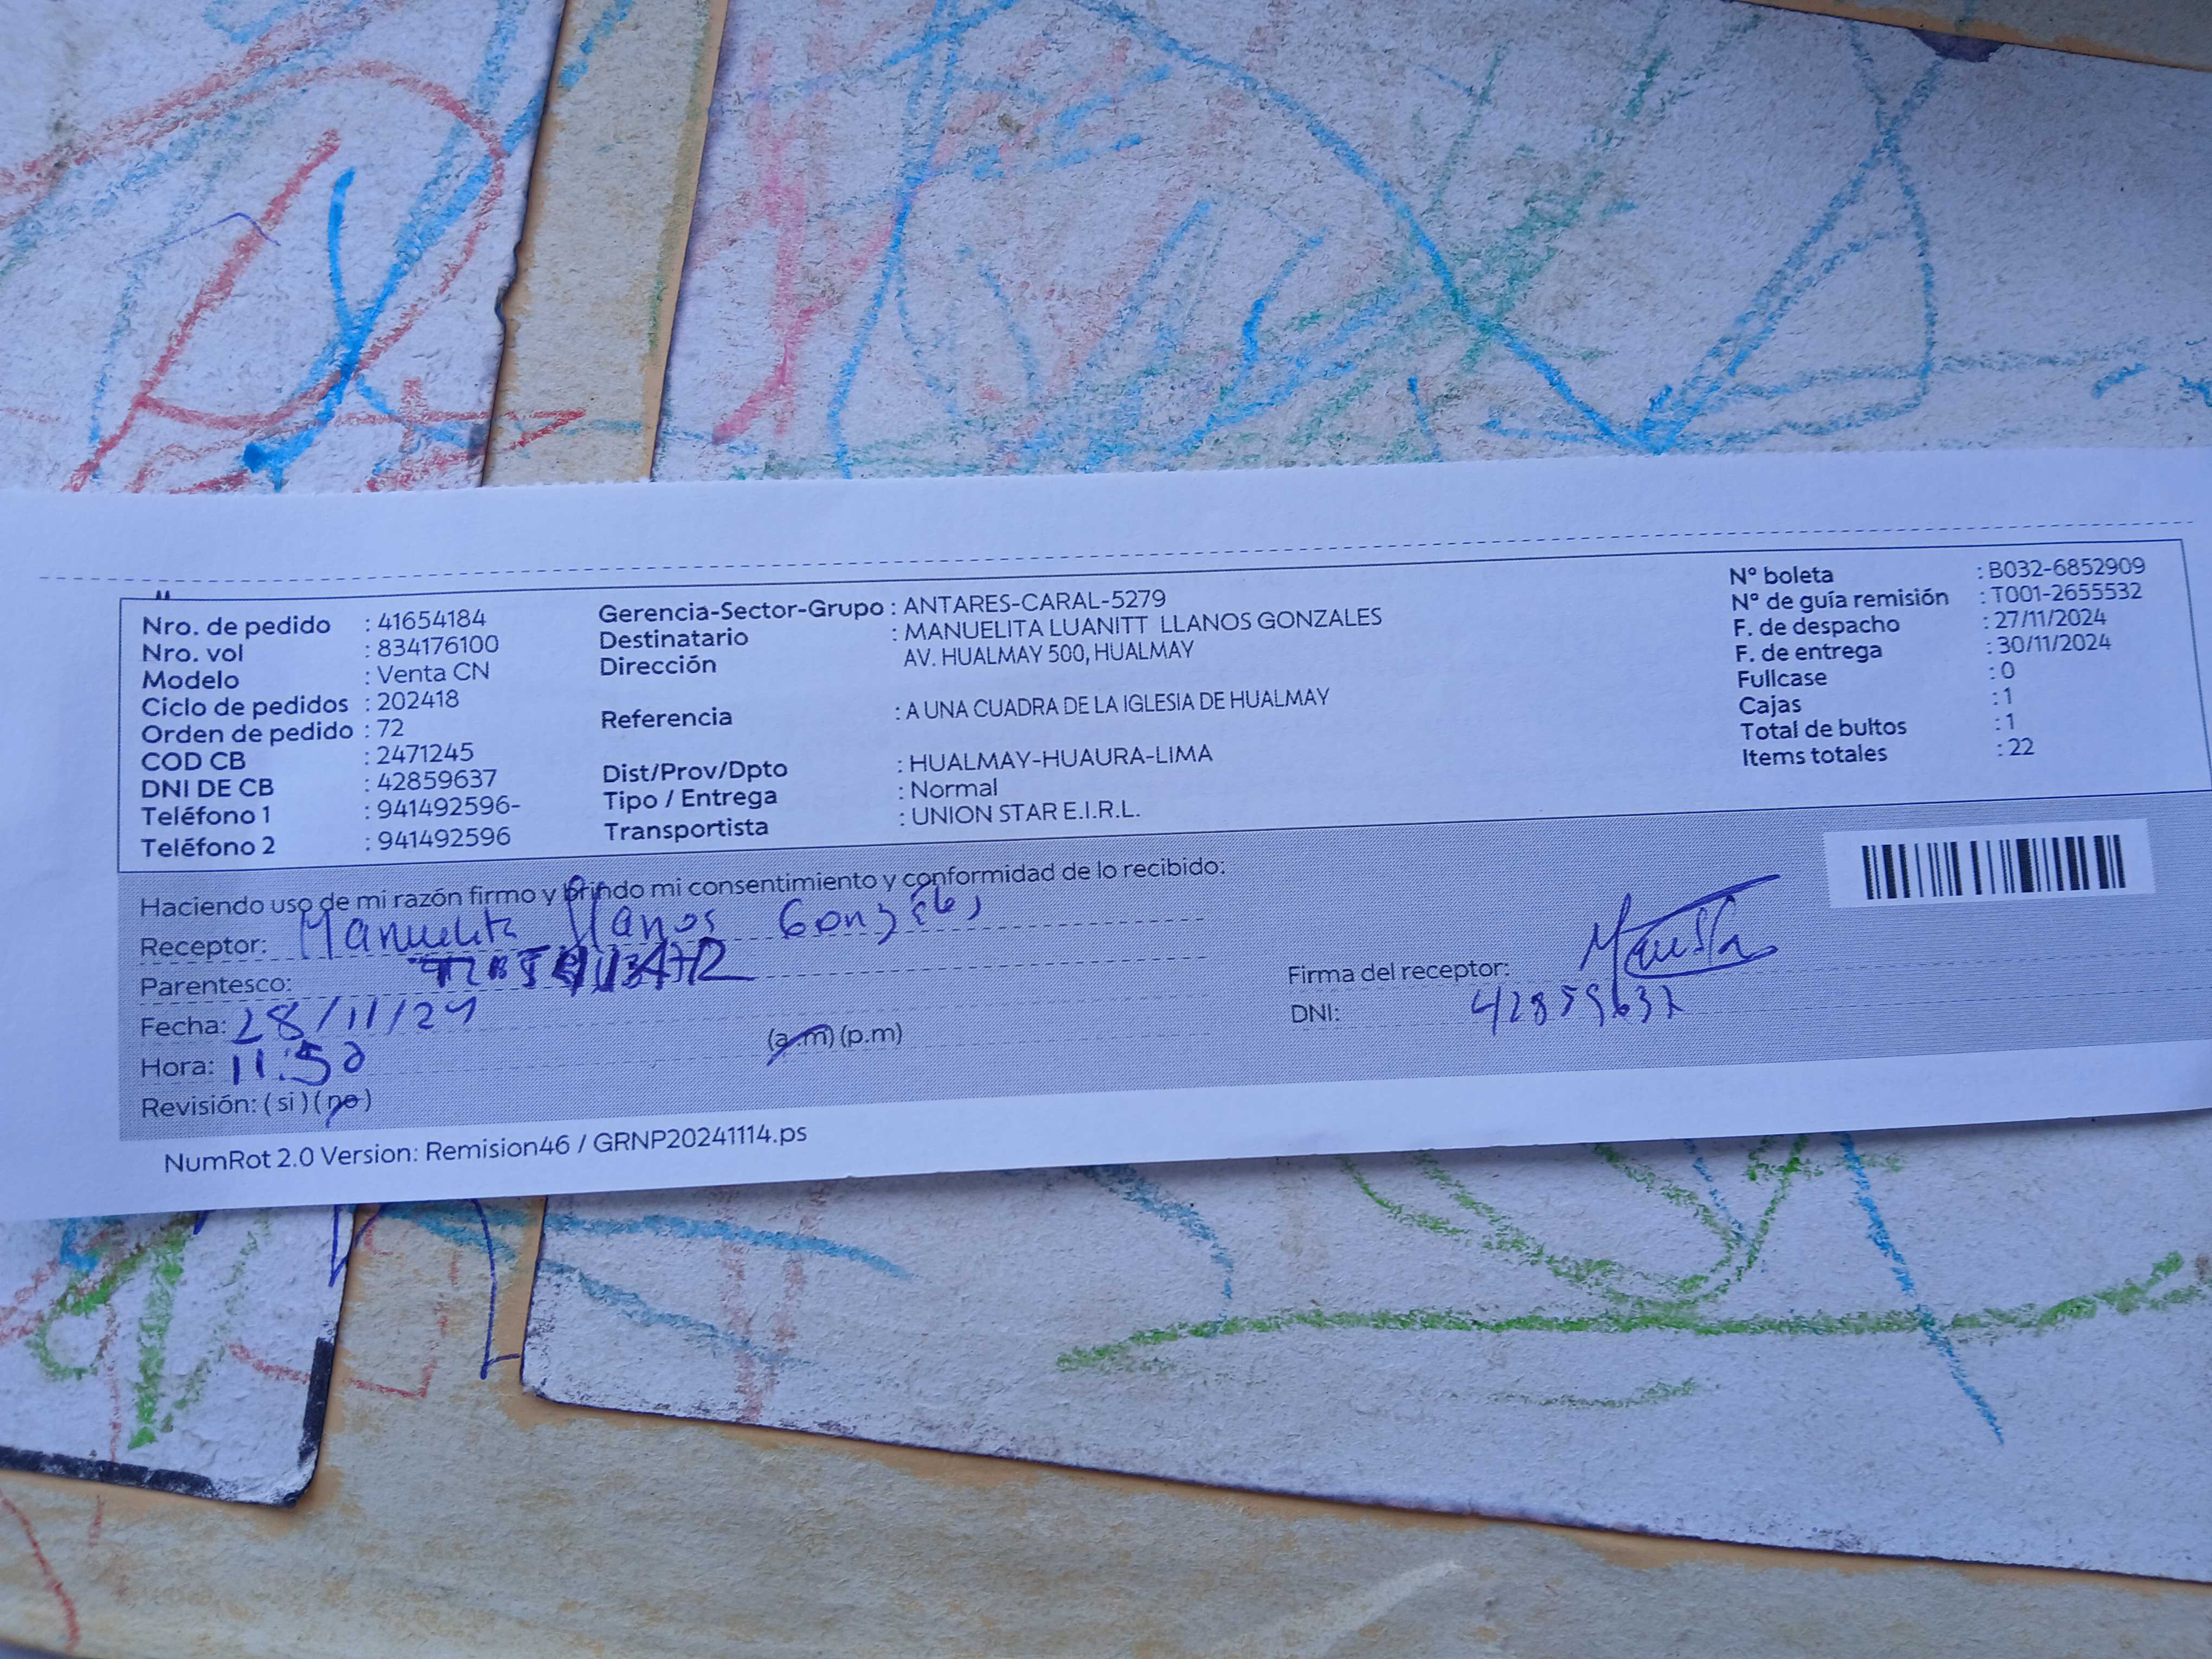 Nro. de pedido : 41654184
Nro. vol : 834176100
Modelo : Venta CN
Ciclo de pedidos : 202418
Orden de pedido : 72
COD CB : 2471245
DNI DE CB : 42859637
Teléfono 1 : 941492596-
Teléfono 2 : 941492596
Gerencia-Sector-Grupo : ANTARES-CARAL-5279
Destinatario : MANUELITA LUANITT LLANOS GONZALES
Dirección AV. HUALMAY 500, HUALMAY
Referencia : A UNA CUADRA DE LA IGLESIA DE HUALMAY
Dist/Prov/Dpto : HUALMAY-HUAURA-LIMA
Tipo / Entrega : Normal
Transportista : UNION STAR E.I.R.L.
N° boleta : B032-6852909
N° de guía remisión : T001-2655532
F. de despacho : 27/11/2024
F. de entrega : 30/11/2024
Fullcase : 0
Cajas : 1
Total de bultos : 1
Items totales : 22
Haciendo uso de mi razón firmo y brindo mi consentimiento y conformidad de lo recibido:
Receptor: Manuelita llanos Gonzáles
Parentesco:
Fecha: 28/11/24
Hora: 11:50 (a.m) (p.m)
Revisión: ( si ) ( no )
Firma del receptor:
DNI: 42859637
NumRot 2.0 Version: Remision46 / GRNP20241114.ps